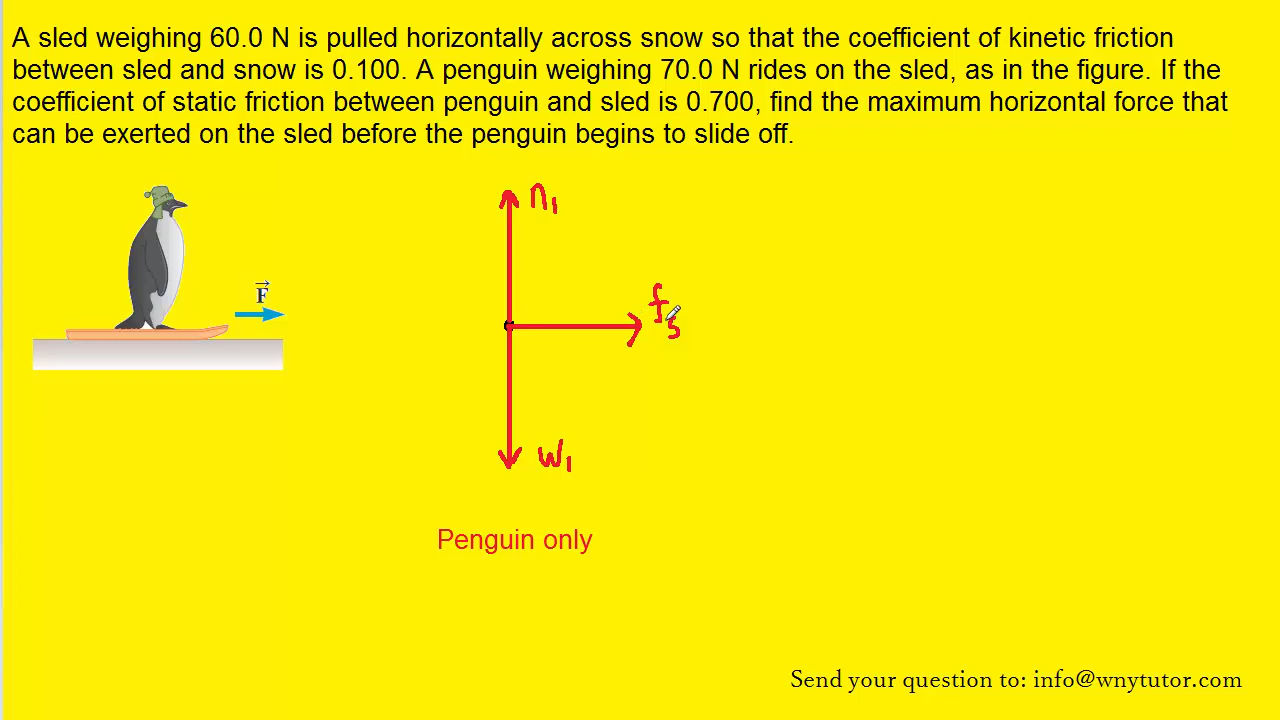 A sled weighing 60.0 N is pulled horizontally across snow so that the coefficient of kinetic friction
between sled and snow is 0.100. A penguin weighing 70.0 N rides on the sled, as in the figure. If the
coefficient of static friction between penguin and sled is 0.700, find the maximum horizontal force that
can be exerted on the sled before the penguin begins to slide off.
n₁
F⃗
fₛ
w₁
Penguin only
Send your question to: info@wnytutor.com